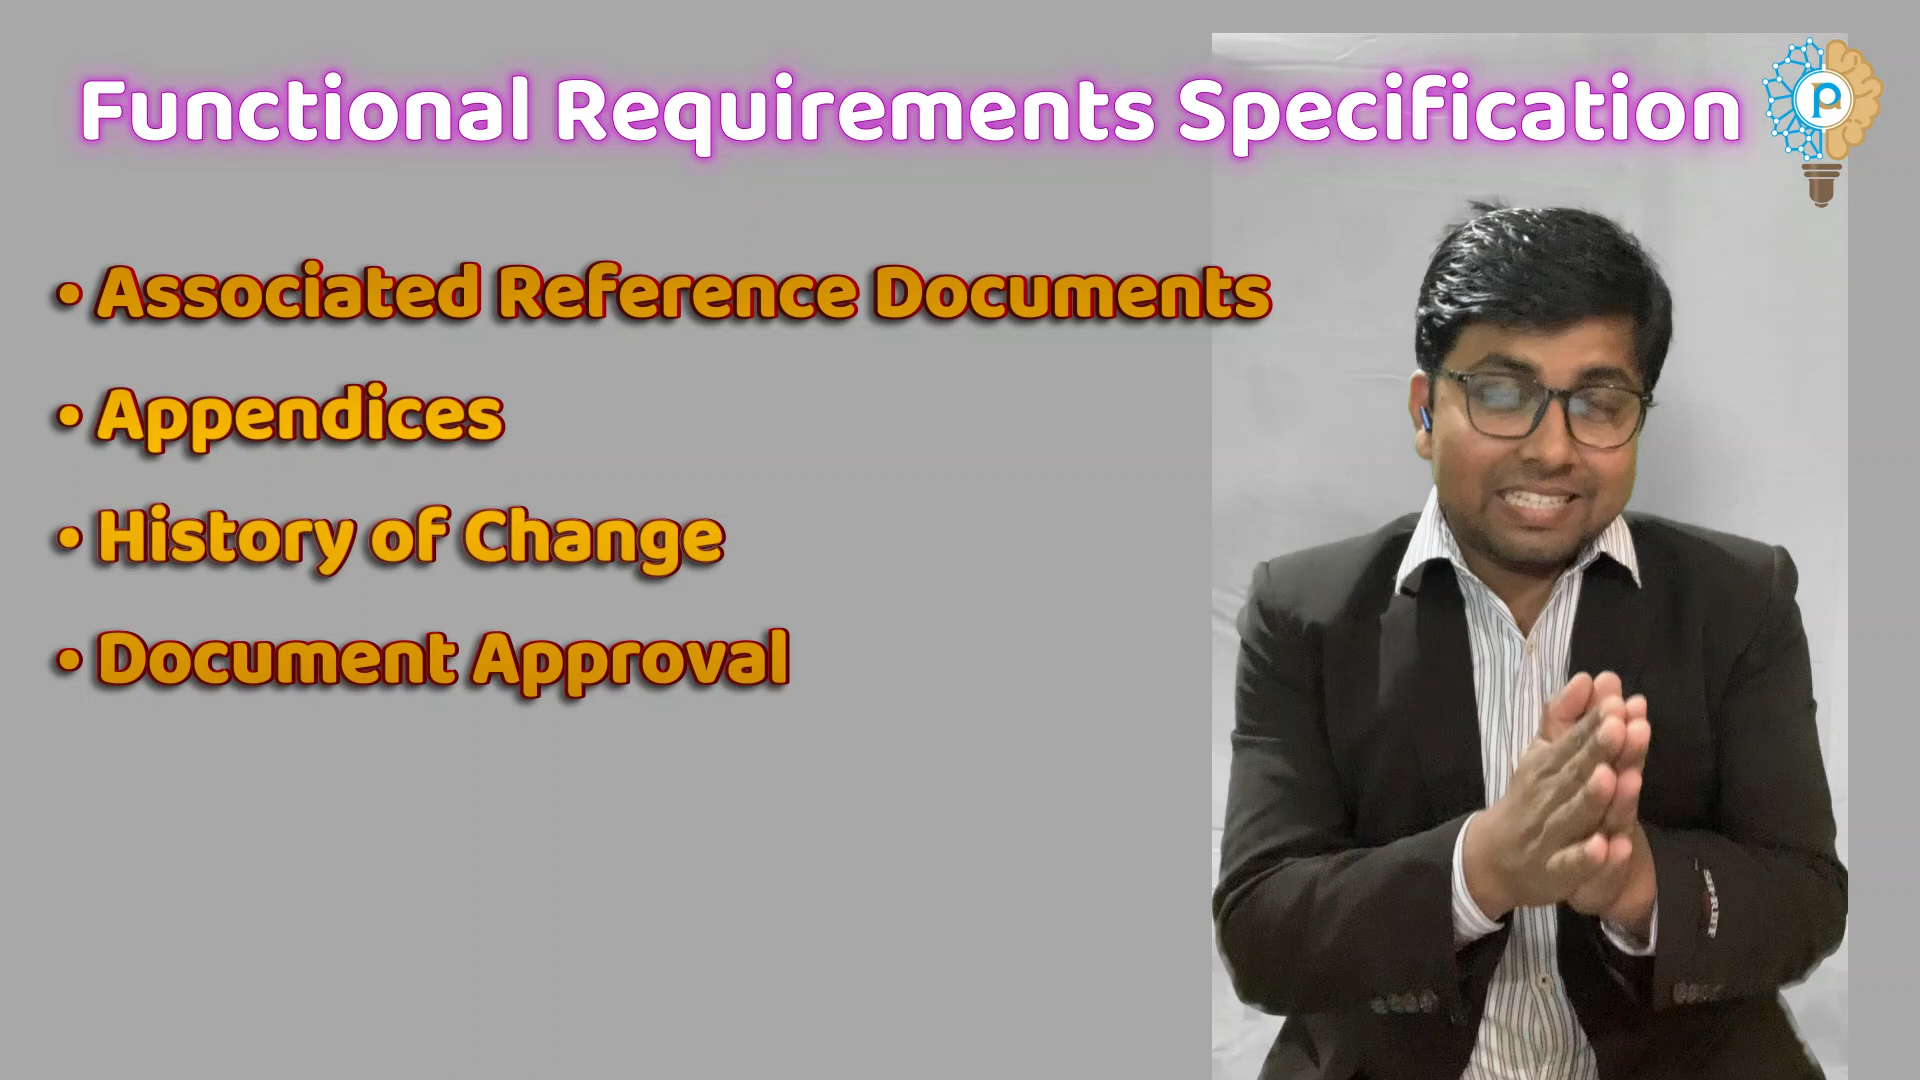 Functional Requirements Specification
• Associated Reference Documents
• Appendices
• History of Change
• Document Approval